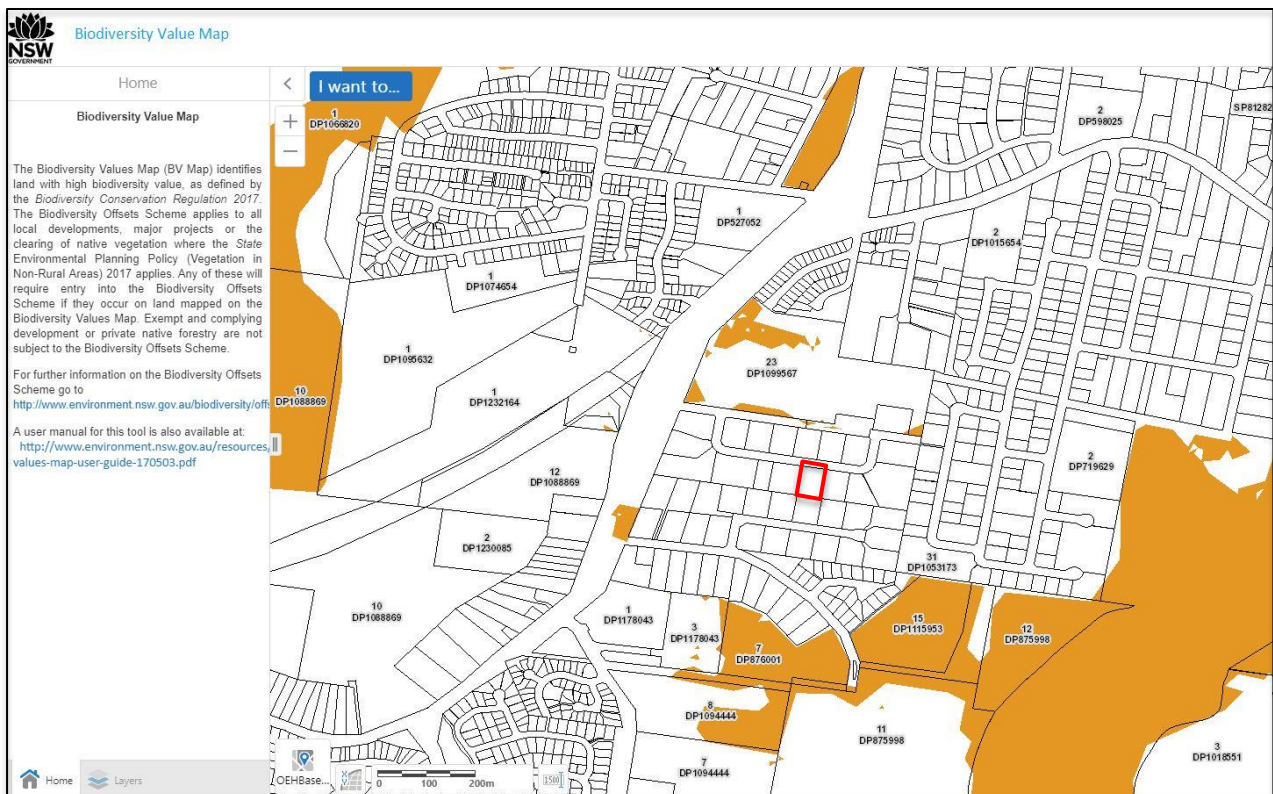 NSW
GOVERNMENT
Biodiversity Value Map
Home
Biodiversity Value Map
The Biodiversity Values Map (BV Map) identifies
land with high biodiversity value, as defined by
the Biodiversity Conservation Regulation 2017.
The Biodiversity Offsets Scheme applies to all
local developments, major projects or the
clearing of native vegetation where the State
Environmental Planning Policy (Vegetation in
Non-Rural Areas) 2017 applies. Any of these will
require entry into the Biodiversity Offsets
Scheme if they occur on land mapped on the
Biodiversity Values Map. Exempt and complying
development or private native forestry are not
subject to the Biodiversity Offsets Scheme.
For further information on the Biodiversity Offsets
Scheme go to
http://www.environment.nsw.gov.au/biodiversity/offs
A user manual for this tool is also available at:
http://www.environment.nsw.gov.au/resources/
values-map-user-guide-170503.pdf
Home
Layers
I want to...
+
−
1
DP1066820
2
DP598025
SP81282
1
DP527052
2
DP1015654
1
DP1074654
1
DP1095632
23
DP1099567
10
DP1088869
1
DP1232164
2
DP719629
12
DP1088869
2
DP1230085
31
DP1053173
10
DP1088869
1
DP1178043
3
DP1178043
15
DP1115953
12
DP875998
7
DP876001
8
DP1094444
11
DP875998
7
DP1094444
3
DP1018551
OEHBase...
0 100 200m